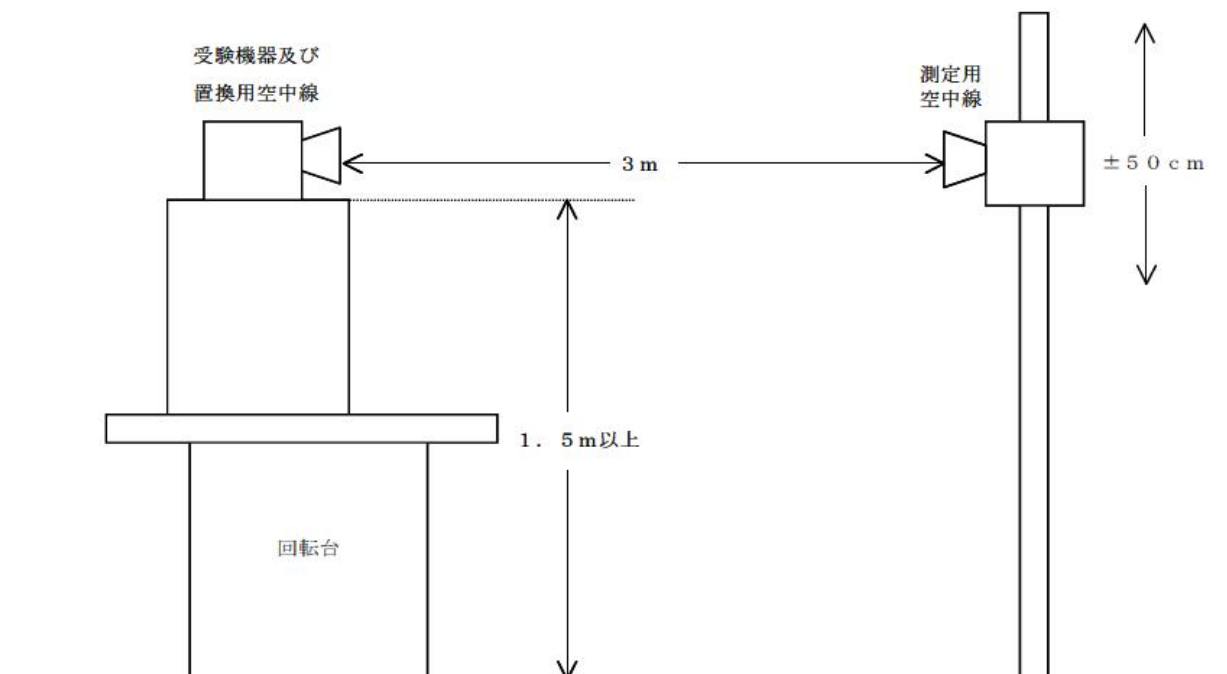 受験機器及び
置換用空中線
測定用
空中線
3m
±５０ｃｍ
１．５m以上
回転台